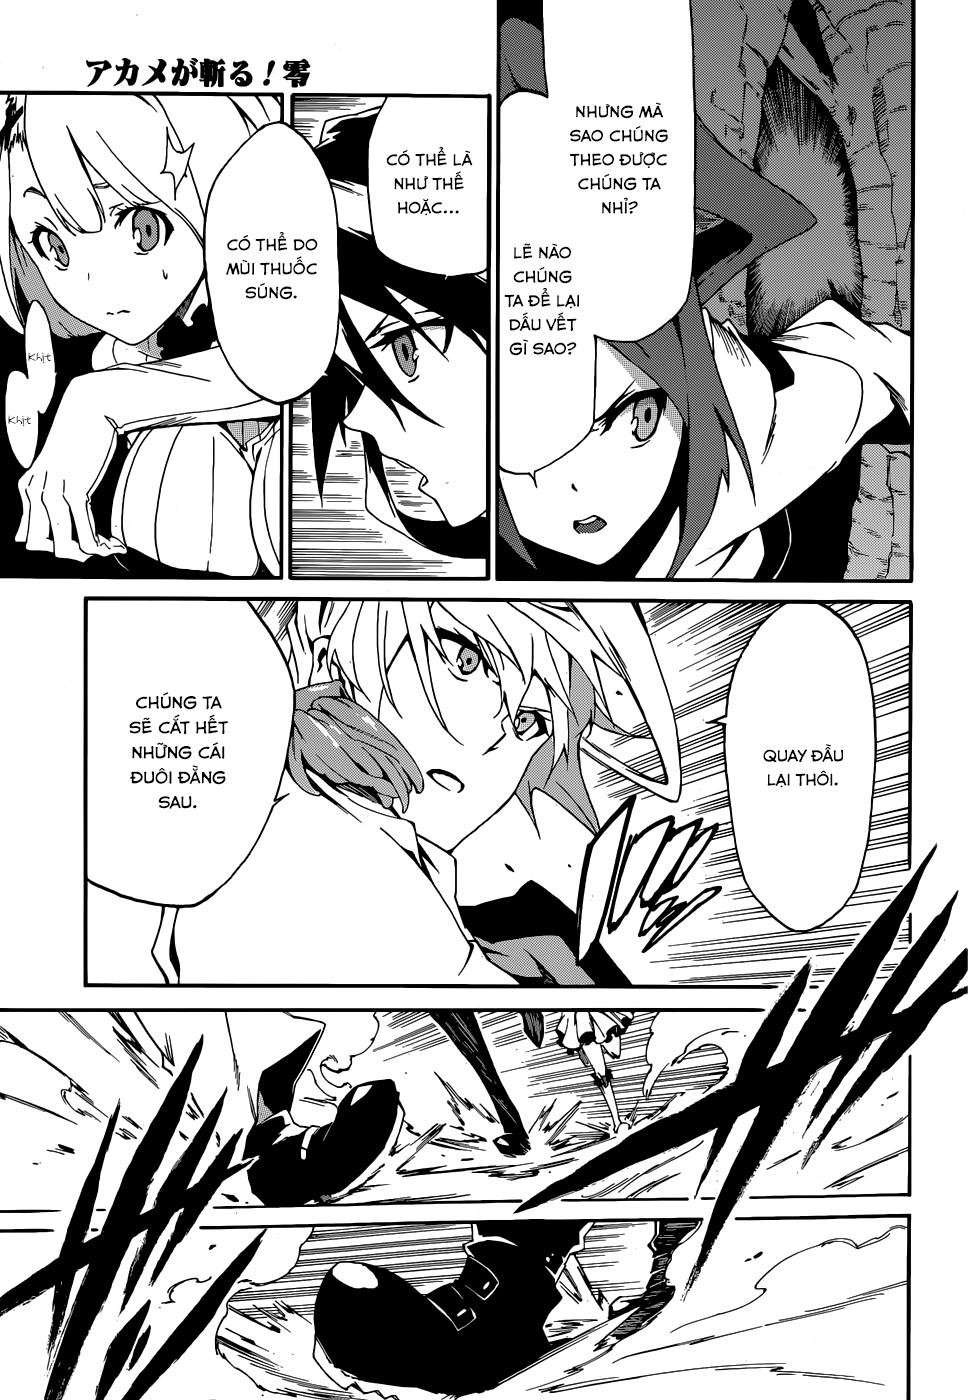 アカメが斬る！零
NHƯNG MÀ
SAO CHÚNG
THEO ĐƯỢC
CHÚNG TA
NHỈ?
LẼ NÀO
CHÚNG
TA ĐỂ LẠI
DẤU VẾT
GÌ SAO?
CÓ THỂ LÀ
NHƯ THẾ
HOẶC...
CÓ THỂ DO
MÙI THUỐC
SÚNG.
Khịt
Khịt
QUAY ĐẦU
LẠI THÔI.
CHÚNG TA
SẼ CẮT HẾT
NHỮNG CÁI
ĐUÔI ĐẰNG
SAU.